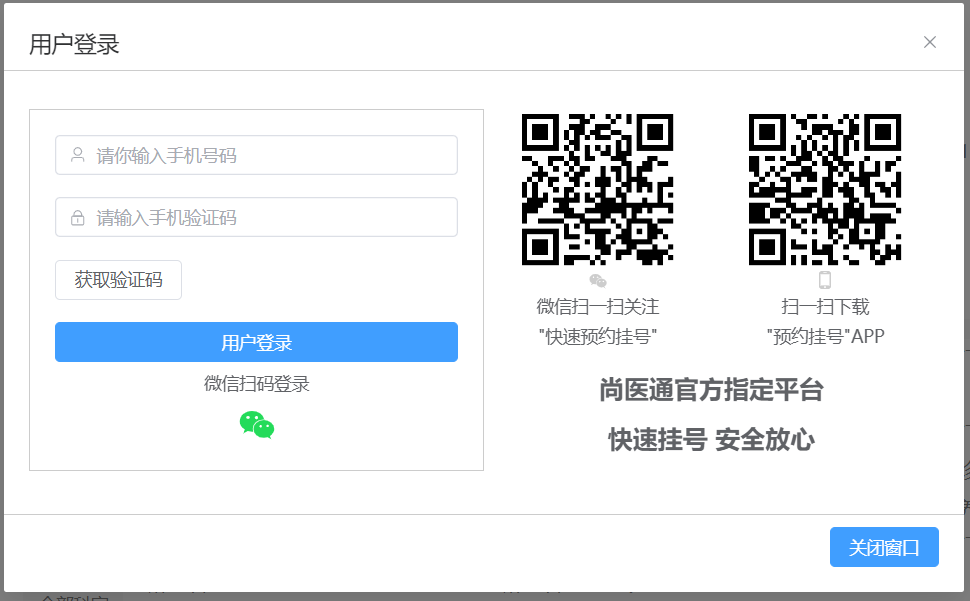 用户登录
请你输入手机号码
请输入手机验证码
获取验证码
用户登录
微信扫码登录
微信扫一扫关注
"快速预约挂号"
扫一扫下载
"预约挂号"APP
尚医通官方指定平台
快速挂号 安全放心
关闭窗口